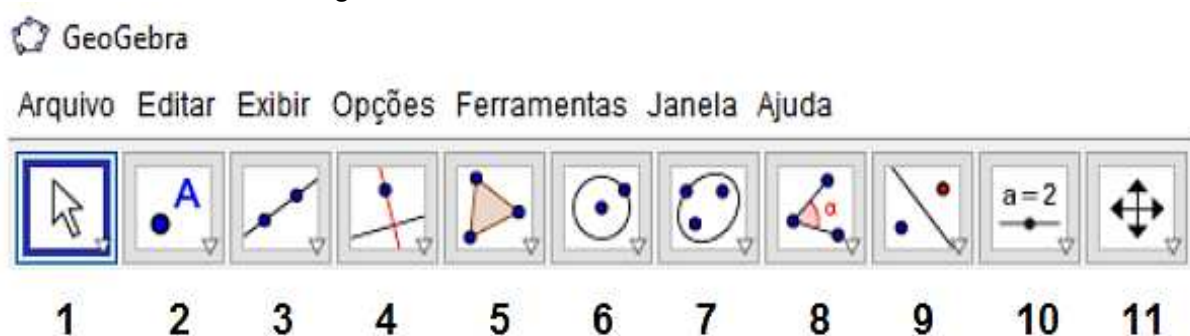 GeoGebra
Arquivo Editar Exibir Opções Ferramentas Janela Ajuda
A α a = 2
1 2 3 4 5 6 7 8 9 10 11